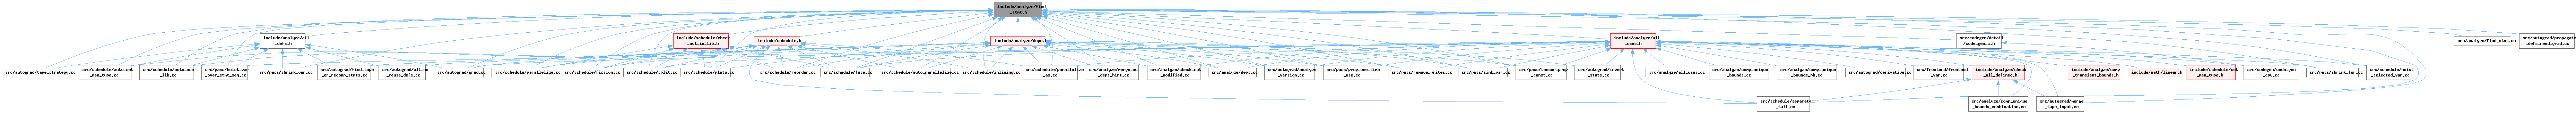 include/analyze/find
_stmt.h
include/analyze/all
_defs.h
include/schedule/check
_not_in_lib.h
include/schedule.h
include/analyze/deps.h
include/analyze/all
_uses.h
src/codegen/detail
/code_gen_c.h
src/analyze/find_stmt.cc
src/autograd/propagate
_defs_need_grad.cc
src/autograd/tape_strategy.cc
src/schedule/auto_set
_mem_type.cc
src/schedule/auto_use
_lib.cc
src/pass/hoist_var
_over_stmt_seq.cc
src/pass/shrink_var.cc
src/autograd/find_tape
_or_recomp_stmts.cc
src/autograd/all_no
_reuse_defs.cc
src/autograd/grad.cc
src/schedule/parallelize.cc
src/schedule/fission.cc
src/schedule/split.cc
src/schedule/pluto.cc
src/schedule/reorder.cc
src/schedule/fuse.cc
src/schedule/auto_parallelize.cc
src/schedule/inlining.cc
src/schedule/parallelize
_as.cc
src/analyze/merge_no
_deps_hint.cc
src/analyze/check_not
_modified.cc
src/analyze/deps.cc
src/autograd/analyze
_version.cc
src/pass/prop_one_time
_use.cc
src/pass/remove_writes.cc
src/pass/sink_var.cc
src/pass/tensor_prop
_const.cc
src/autograd/invert
_stmts.cc
src/analyze/all_uses.cc
src/analyze/comp_unique
_bounds.cc
src/analyze/comp_unique
_bounds_pb.cc
src/autograd/derivative.cc
src/frontend/frontend
_var.cc
include/analyze/check
_all_defined.h
include/analyze/comp
_transient_bounds.h
include/math/linear.h
include/schedule/set
_mem_type.h
src/codegen/code_gen
_cpu.cc
src/pass/shrink_for.cc
src/schedule/hoist
_selected_var.cc
src/schedule/separate
_tail.cc
src/analyze/comp_unique
_bounds_combination.cc
src/autograd/merge
_tape_input.cc